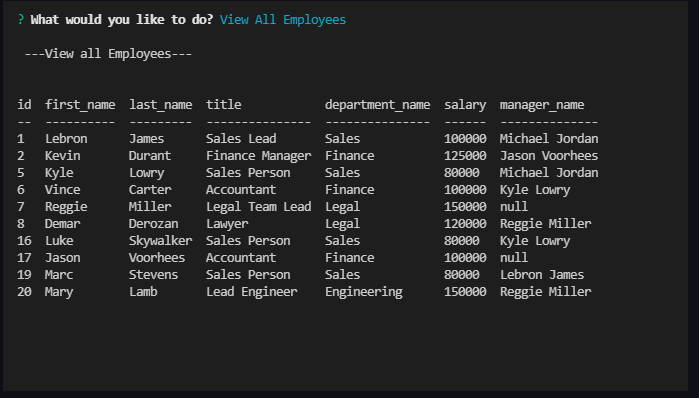 ? What would you like to do? View All Employees
---View all Employees---
id  first_name  last_name  title            department_name  salary  manager_name
--  ----------  ---------  ---------------  ---------------  ------  --------------
1   Lebron      James      Sales Lead       Sales            100000  Michael Jordan
2   Kevin       Durant     Finance Manager  Finance          125000  Jason Voorhees
5   Kyle        Lowry      Sales Person     Sales            80000   Michael Jordan
6   Vince       Carter     Accountant       Finance          100000  Kyle Lowry
7   Reggie      Miller     Legal Team Lead  Legal            150000  null
8   Demar       Derozan    Lawyer           Legal            120000  Reggie Miller
16  Luke        Skywalker  Sales Person     Sales            80000   Kyle Lowry
17  Jason       Voorhees   Accountant       Finance          100000  null
19  Marc        Stevens    Sales Person     Sales            80000   Lebron James
20  Mary        Lamb       Lead Engineer    Engineering      150000  Reggie Miller